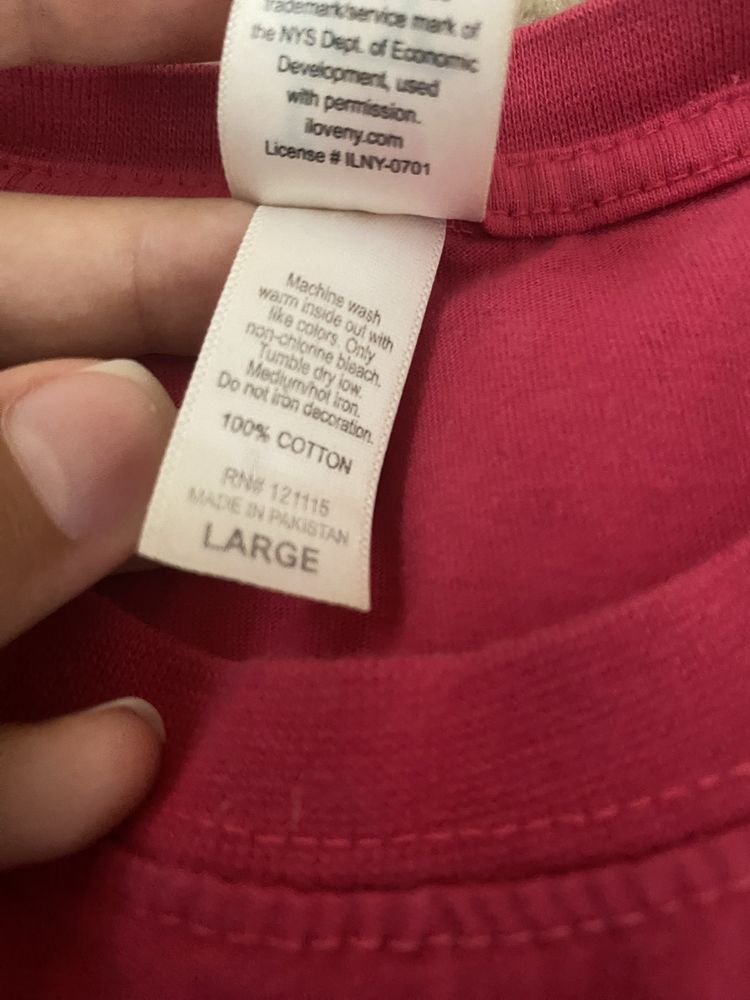 trademark/service mark of
the NYS Dept. of Economic
Development, used
with permission.
iloveny.com
License # ILNY-0701
Machine wash
warm inside out with
like colors. Only
non-chlorine bleach.
Tumble dry low.
Medium/hot iron.
Do not iron decoration.
100% COTTON
RN# 121115
MADE IN PAKISTAN
LARGE